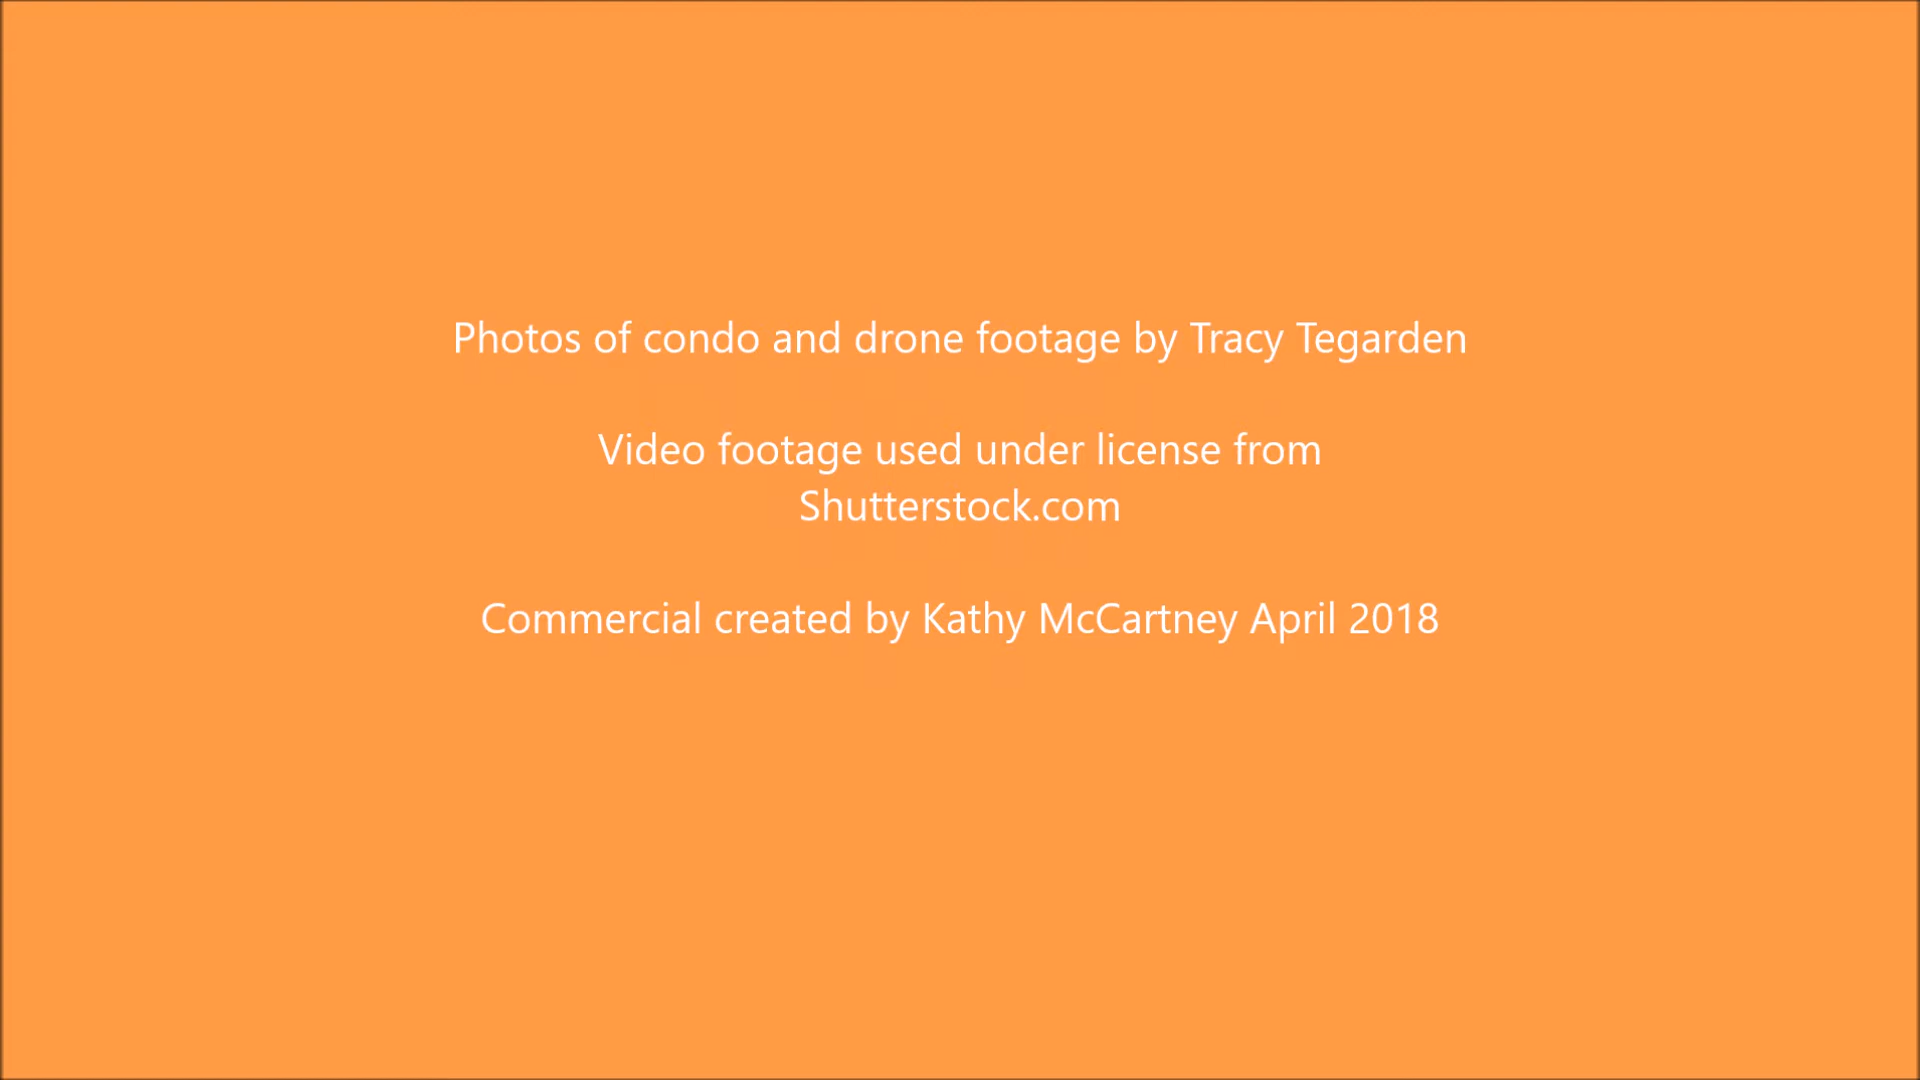 Photos of condo and drone footage by Tracy Tegarden
Video footage used under license from
Shutterstock.com
Commercial created by Kathy McCartney April 2018